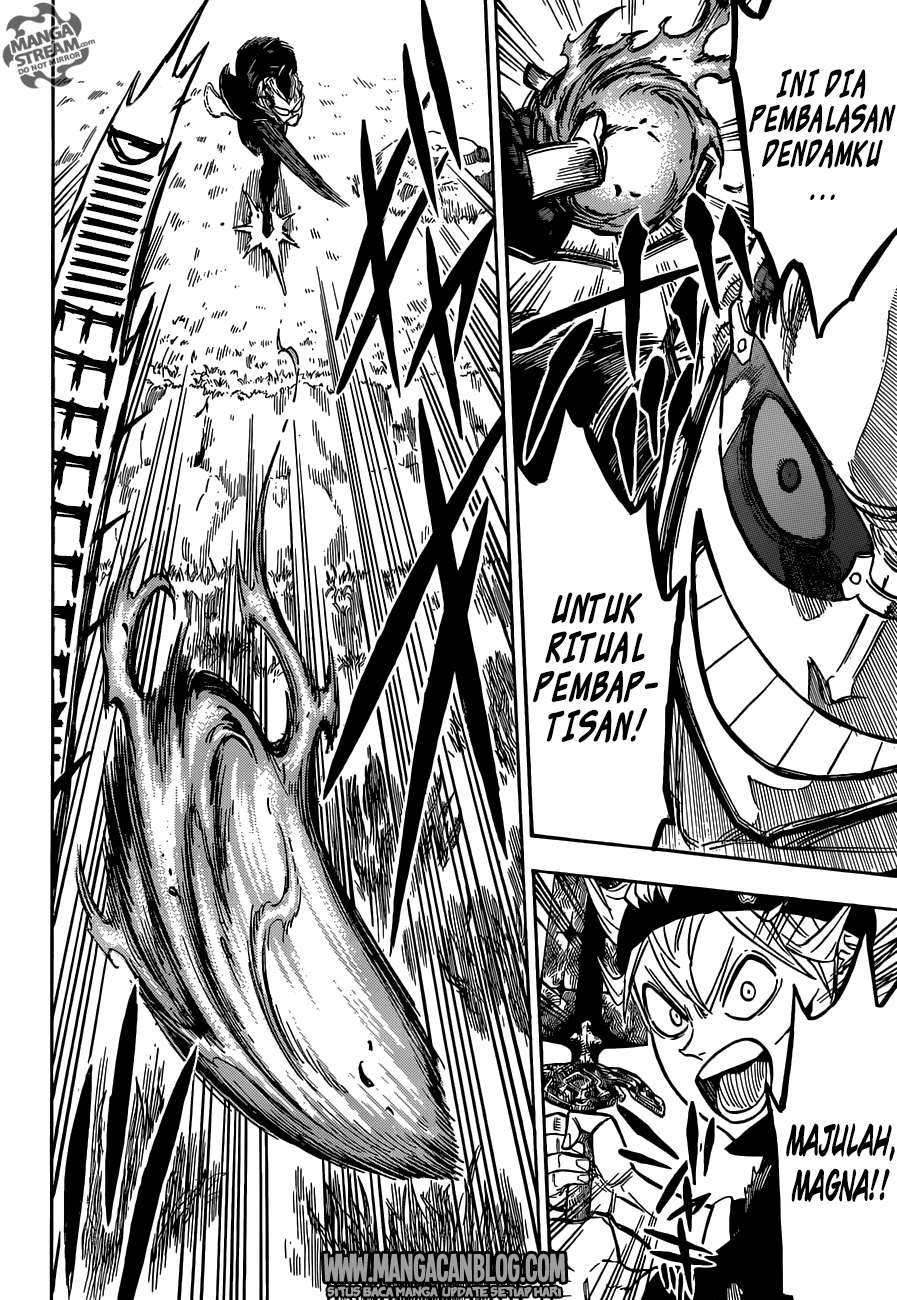 MANGA
STREAM.com
DO NOT MIRROR
INI DIA
PEMBALASAN
DENDAMKU
...
UNTUK
RITUAL
PEMBAP-
TISAN!
MAJULAH,
MAGNA!!
WWW.MANGACANBLOG.COM
SITUS BACA MANGA UPDATE SETIAP HARI